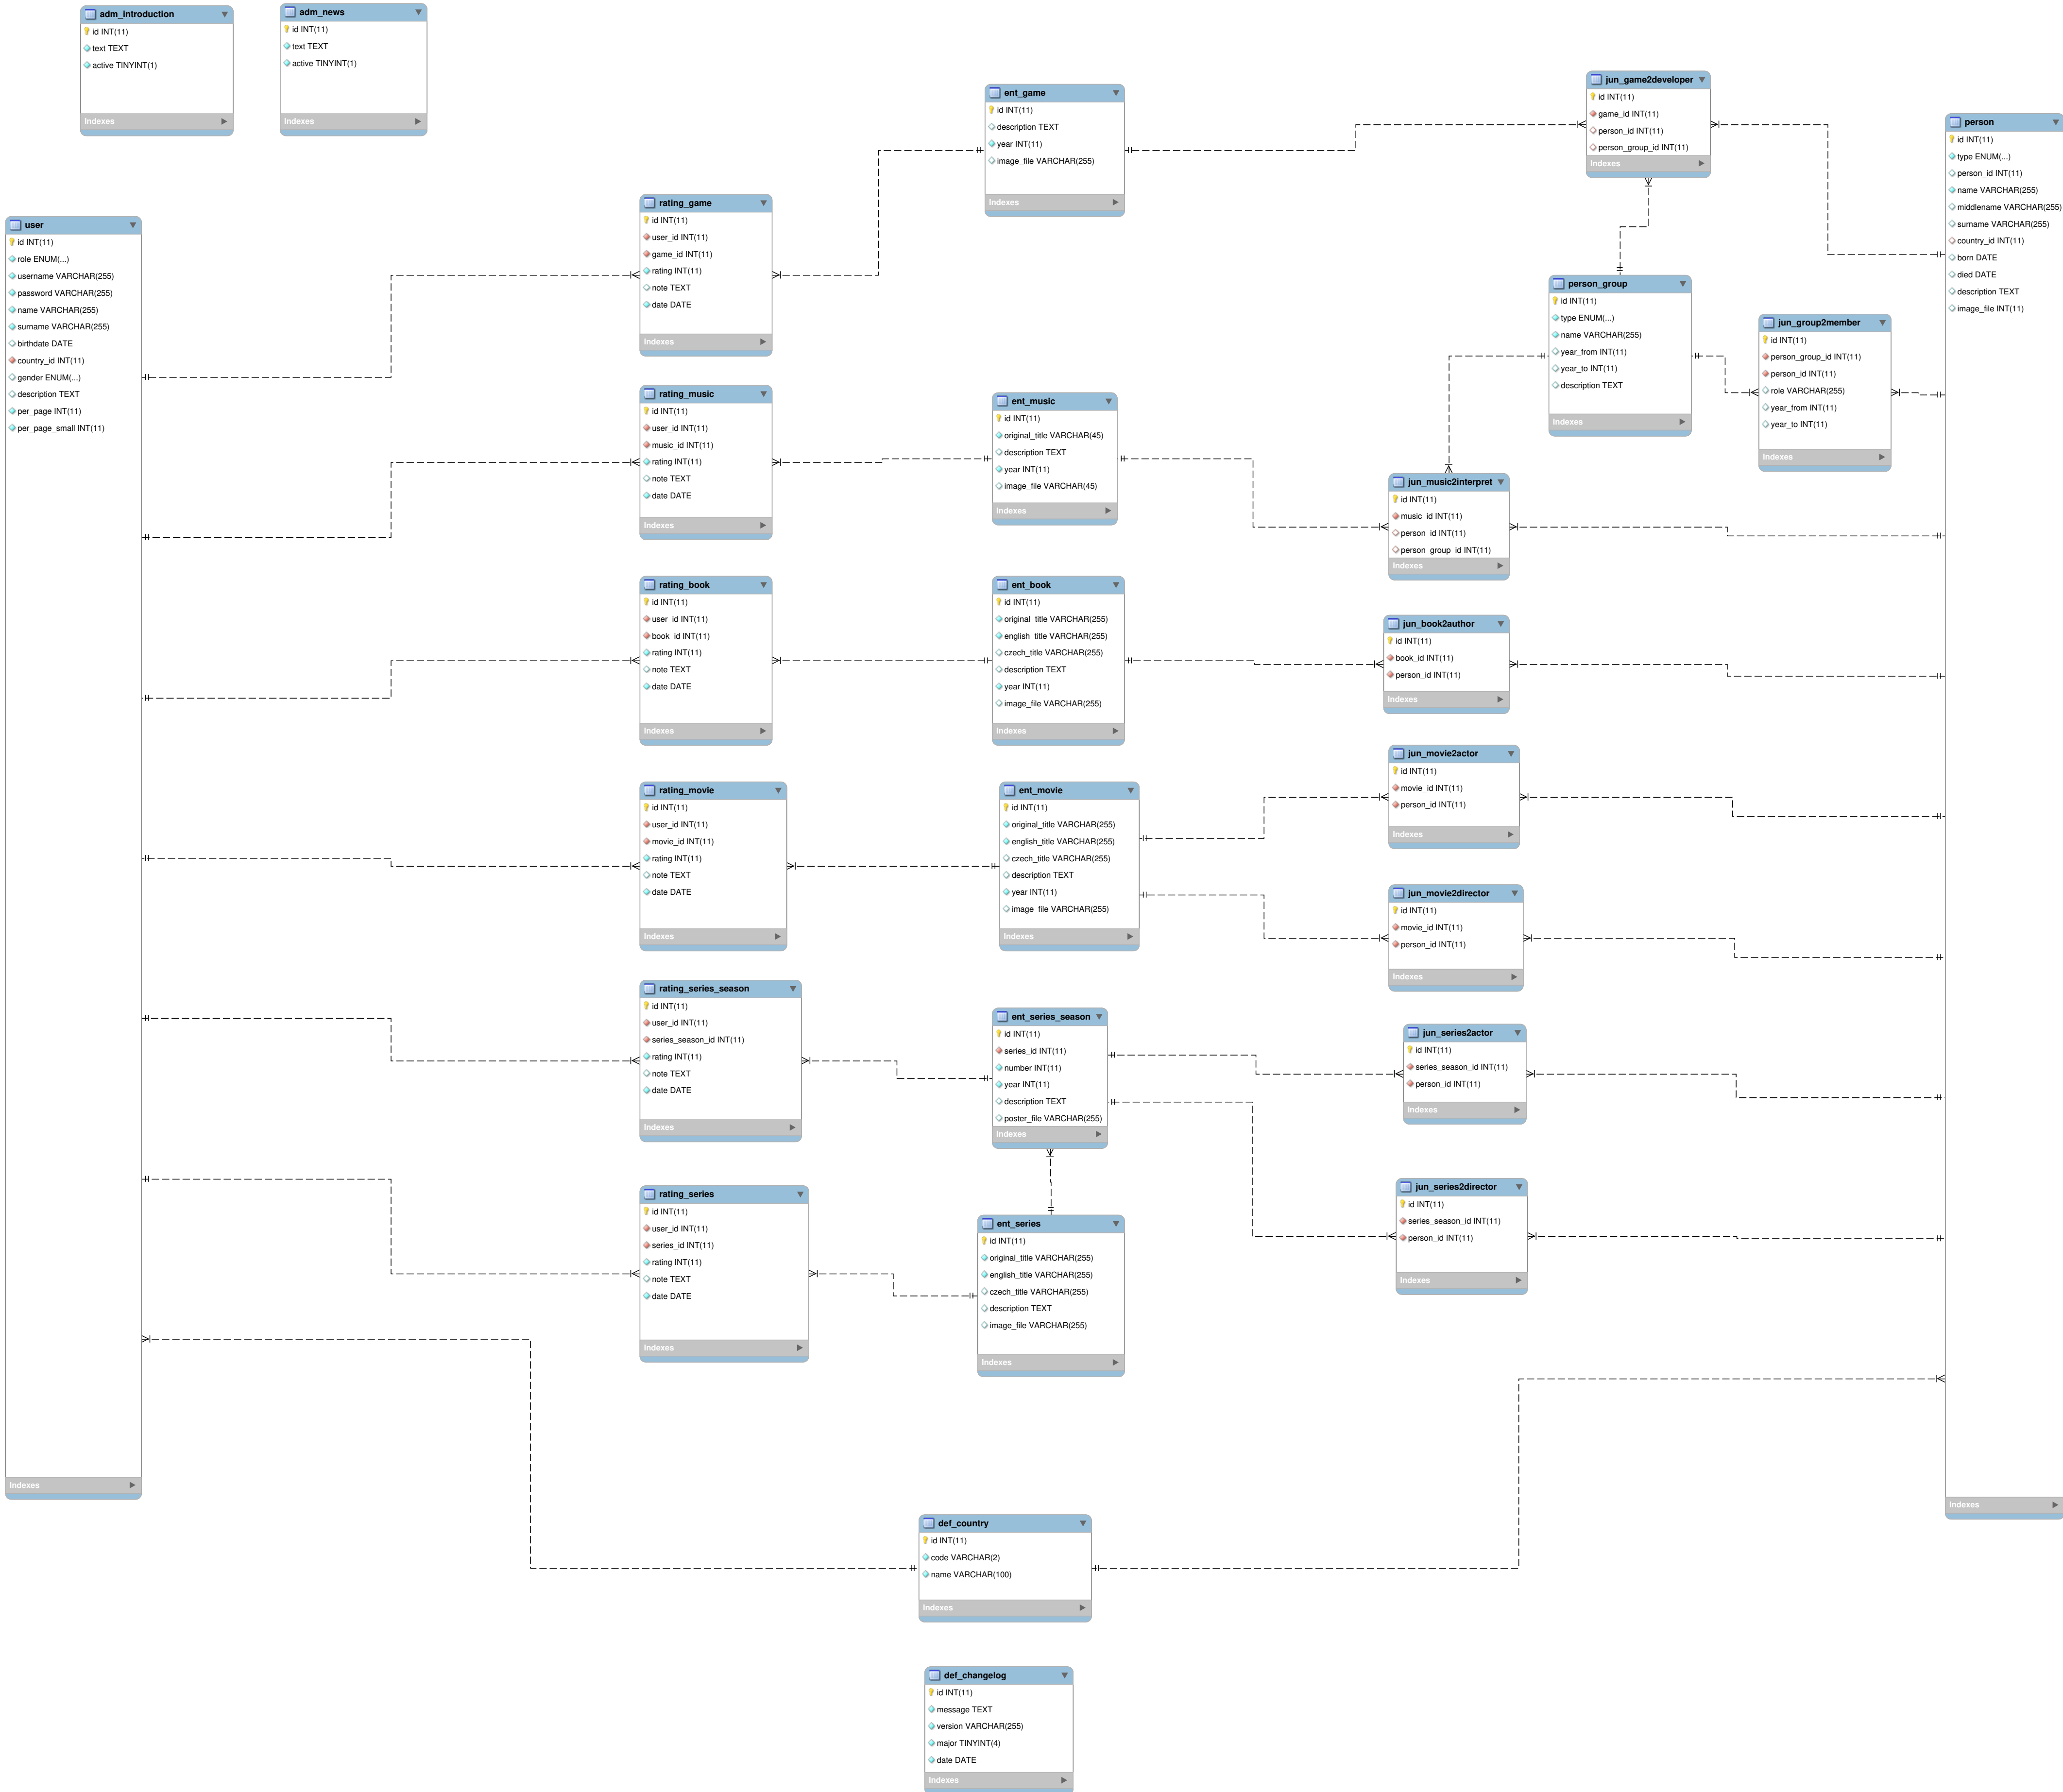 adm_introduction
id INT(11)
text TEXT
active TINYINT(1)
Indexes
adm_news
id INT(11)
text TEXT
active TINYINT(1)
Indexes
ent_game
id INT(11)
description TEXT
year INT(11)
image_file VARCHAR(255)
Indexes
jun_game2developer
id INT(11)
game_id INT(11)
person_id INT(11)
person_group_id INT(11)
Indexes
person
id INT(11)
type ENUM(...)
person_id INT(11)
name VARCHAR(255)
middlename VARCHAR(255)
surname VARCHAR(255)
country_id INT(11)
born DATE
died DATE
description TEXT
image_file INT(11)
Indexes
user
id INT(11)
role ENUM(...)
username VARCHAR(255)
password VARCHAR(255)
name VARCHAR(255)
surname VARCHAR(255)
birthdate DATE
country_id INT(11)
gender ENUM(...)
description TEXT
per_page INT(11)
per_page_small INT(11)
Indexes
rating_game
id INT(11)
user_id INT(11)
game_id INT(11)
rating INT(11)
note TEXT
date DATE
Indexes
person_group
id INT(11)
type ENUM(...)
name VARCHAR(255)
year_from INT(11)
year_to INT(11)
description TEXT
Indexes
jun_group2member
id INT(11)
person_group_id INT(11)
person_id INT(11)
role VARCHAR(255)
year_from INT(11)
year_to INT(11)
Indexes
rating_music
id INT(11)
user_id INT(11)
music_id INT(11)
rating INT(11)
note TEXT
date DATE
Indexes
ent_music
id INT(11)
original_title VARCHAR(45)
description TEXT
year INT(11)
image_file VARCHAR(45)
Indexes
jun_music2interpret
id INT(11)
music_id INT(11)
person_id INT(11)
person_group_id INT(11)
Indexes
rating_book
id INT(11)
user_id INT(11)
book_id INT(11)
rating INT(11)
note TEXT
date DATE
Indexes
ent_book
id INT(11)
original_title VARCHAR(255)
english_title VARCHAR(255)
czech_title VARCHAR(255)
description TEXT
year INT(11)
image_file VARCHAR(255)
Indexes
jun_book2author
id INT(11)
book_id INT(11)
person_id INT(11)
Indexes
rating_movie
id INT(11)
user_id INT(11)
movie_id INT(11)
rating INT(11)
note TEXT
date DATE
Indexes
ent_movie
id INT(11)
original_title VARCHAR(255)
english_title VARCHAR(255)
czech_title VARCHAR(255)
description TEXT
year INT(11)
image_file VARCHAR(255)
Indexes
jun_movie2actor
id INT(11)
movie_id INT(11)
person_id INT(11)
Indexes
jun_movie2director
id INT(11)
movie_id INT(11)
person_id INT(11)
Indexes
rating_series_season
id INT(11)
user_id INT(11)
series_season_id INT(11)
rating INT(11)
note TEXT
date DATE
Indexes
ent_series_season
id INT(11)
series_id INT(11)
number INT(11)
year INT(11)
description TEXT
poster_file VARCHAR(255)
Indexes
jun_series2actor
id INT(11)
series_season_id INT(11)
person_id INT(11)
Indexes
rating_series
id INT(11)
user_id INT(11)
series_id INT(11)
rating INT(11)
note TEXT
date DATE
Indexes
ent_series
id INT(11)
original_title VARCHAR(255)
english_title VARCHAR(255)
czech_title VARCHAR(255)
description TEXT
image_file VARCHAR(255)
Indexes
jun_series2director
id INT(11)
series_season_id INT(11)
person_id INT(11)
Indexes
def_country
id INT(11)
code VARCHAR(2)
name VARCHAR(100)
Indexes
def_changelog
id INT(11)
message TEXT
version VARCHAR(255)
major TINYINT(4)
date DATE
Indexes